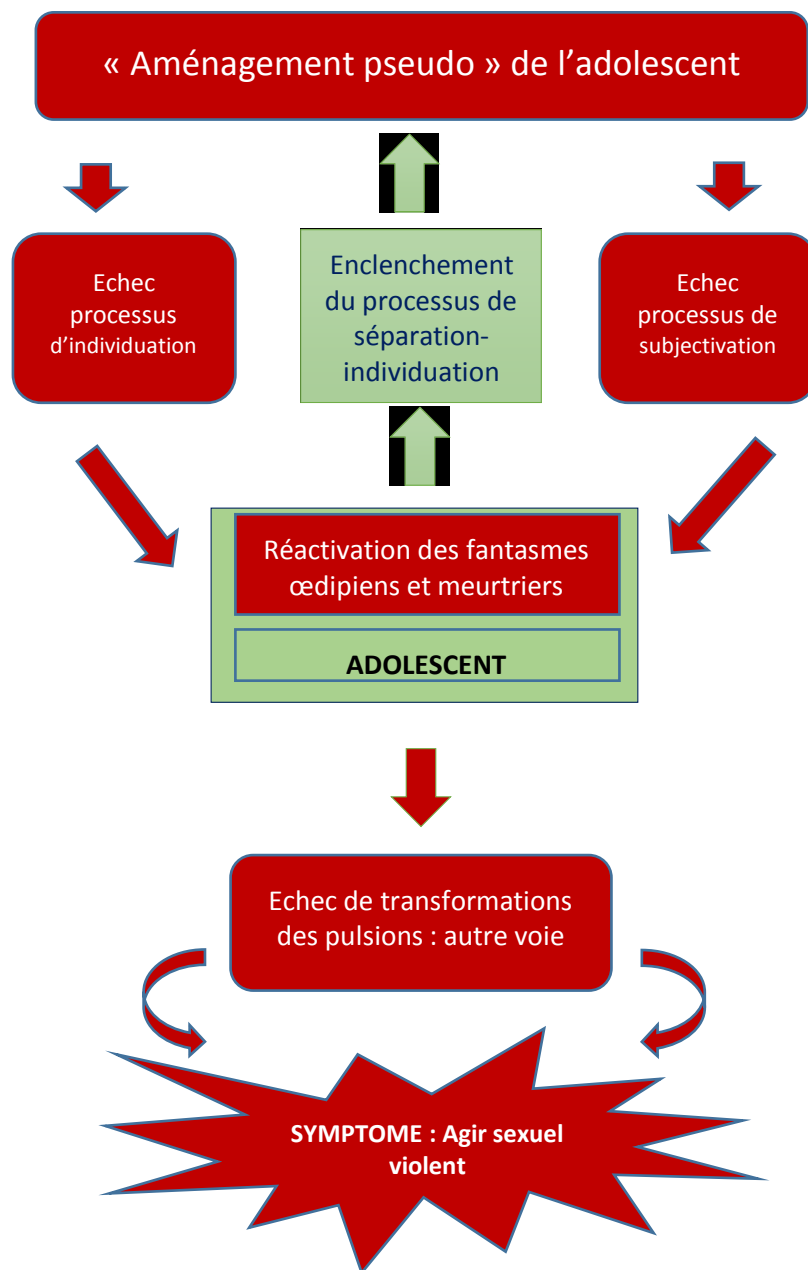 « Aménagement pseudo » de l’adolescent
Echec
processus
d’individuation
Enclenchement
du processus de
séparation-
individuation
Echec
processus de
subjectivation
Réactivation des fantasmes
œdipiens et meurtriers
ADOLESCENT
Echec de transformations
des pulsions : autre voie
SYMPTOME : Agir sexuel
violent